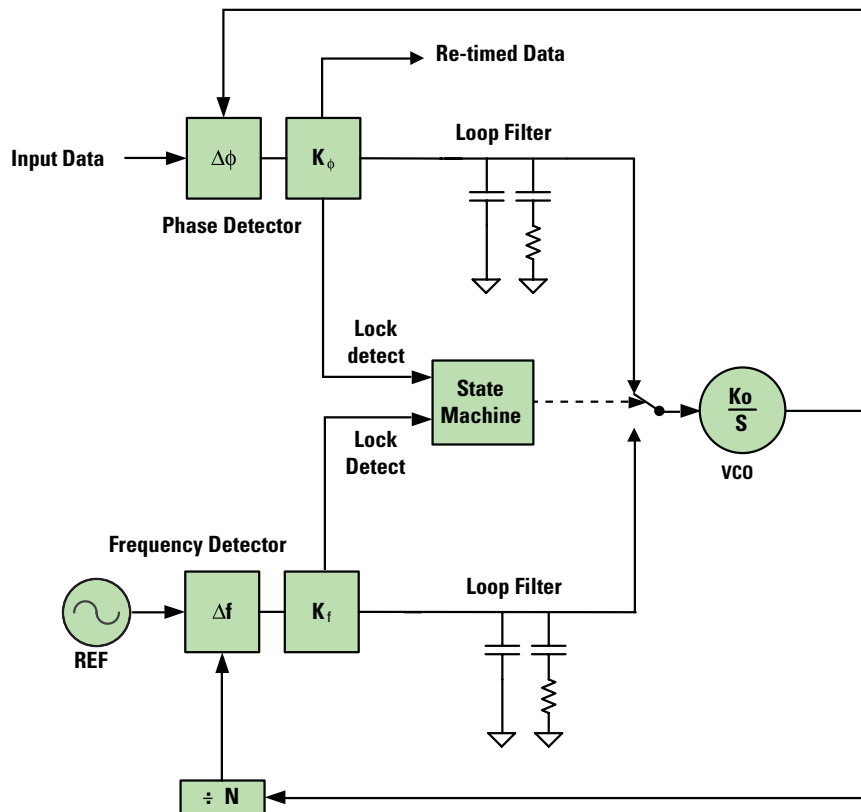 Re-timed Data
Input Data
Δϕ
Kϕ
Loop Filter
Phase Detector
Lock
detect
State
Machine
Lock
Detect
Ko
S
VCO
Frequency Detector
REF
Δf
Kf
Loop Filter
÷ N